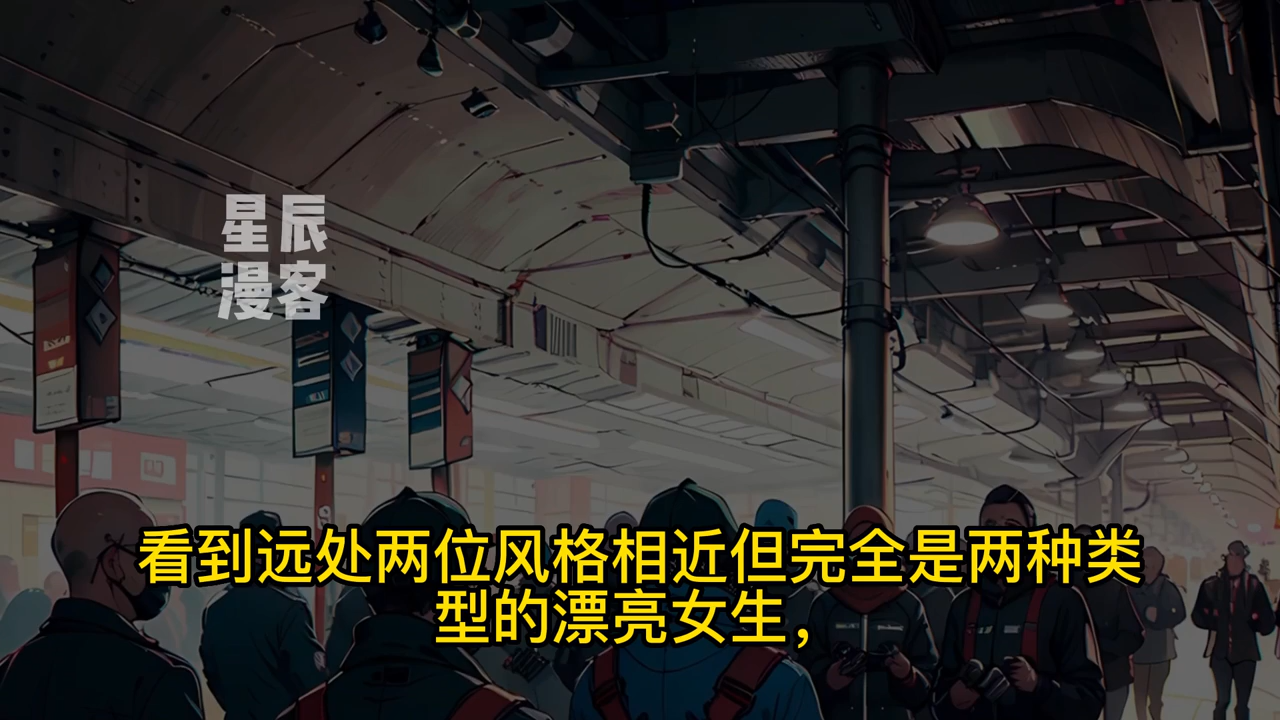 星辰
漫客
看到远处两位风格相近但完全是两种类
型的漂亮女生，